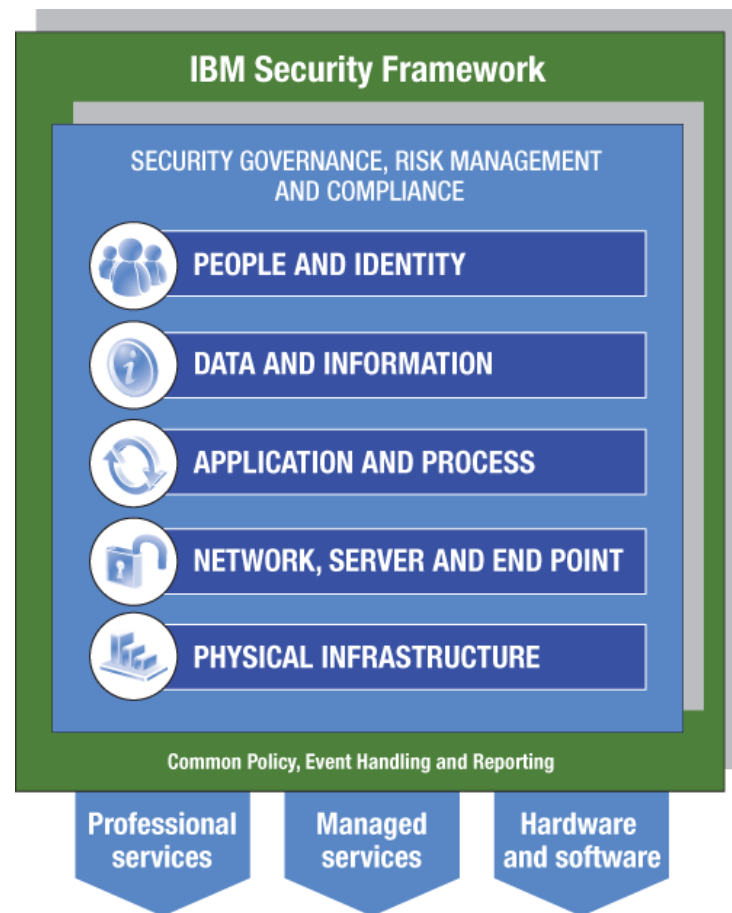 IBM Security Framework
SECURITY GOVERNANCE, RISK MANAGEMENT
AND COMPLIANCE
PEOPLE AND IDENTITY
DATA AND INFORMATION
APPLICATION AND PROCESS
NETWORK, SERVER AND END POINT
PHYSICAL INFRASTRUCTURE
Common Policy, Event Handling and Reporting
Professional
services
Managed
services
Hardware
and software